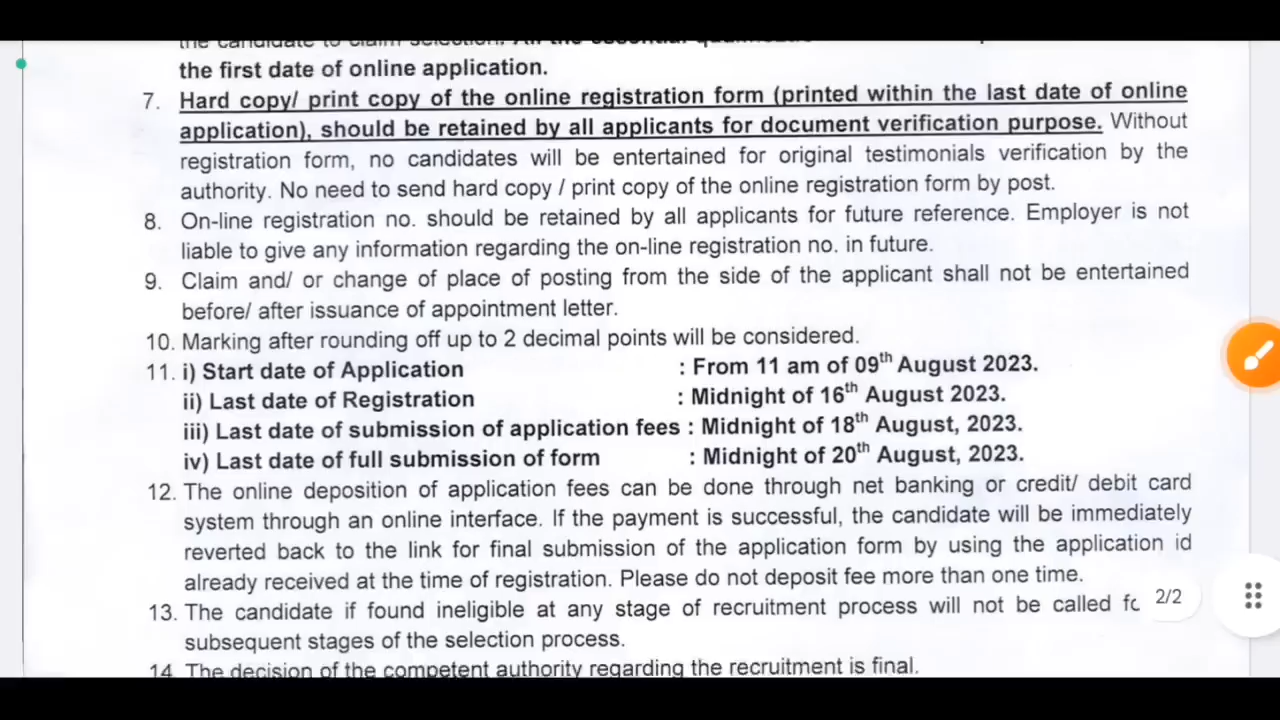 the candidate to claim selection. All the essential
the first date of online application.
7. Hard copy/ print copy of the online registration form (printed within the last date of online
application), should be retained by all applicants for document verification purpose. Without
registration form, no candidates will be entertained for original testimonials verification by the
authority. No need to send hard copy / print copy of the online registration form by post.
8. On-line registration no. should be retained by all applicants for future reference. Employer is not
liable to give any information regarding the on-line registration no. in future.
9. Claim and/ or change of place of posting from the side of the applicant shall not be entertained
before/ after issuance of appointment letter.
10. Marking after rounding off up to 2 decimal points will be considered.
11. i) Start date of Application : From 11 am of 09th August 2023.
ii) Last date of Registration : Midnight of 16th August 2023.
iii) Last date of submission of application fees : Midnight of 18th August, 2023.
iv) Last date of full submission of form : Midnight of 20th August, 2023.
12. The online deposition of application fees can be done through net banking or credit/ debit card
system through an online interface. If the payment is successful, the candidate will be immediately
reverted back to the link for final submission of the application form by using the application id
already received at the time of registration. Please do not deposit fee more than one time.
13. The candidate if found ineligible at any stage of recruitment process will not be called fo
2/2
subsequent stages of the selection process.
14 The decision of the competent authority regarding the recruitment is final.